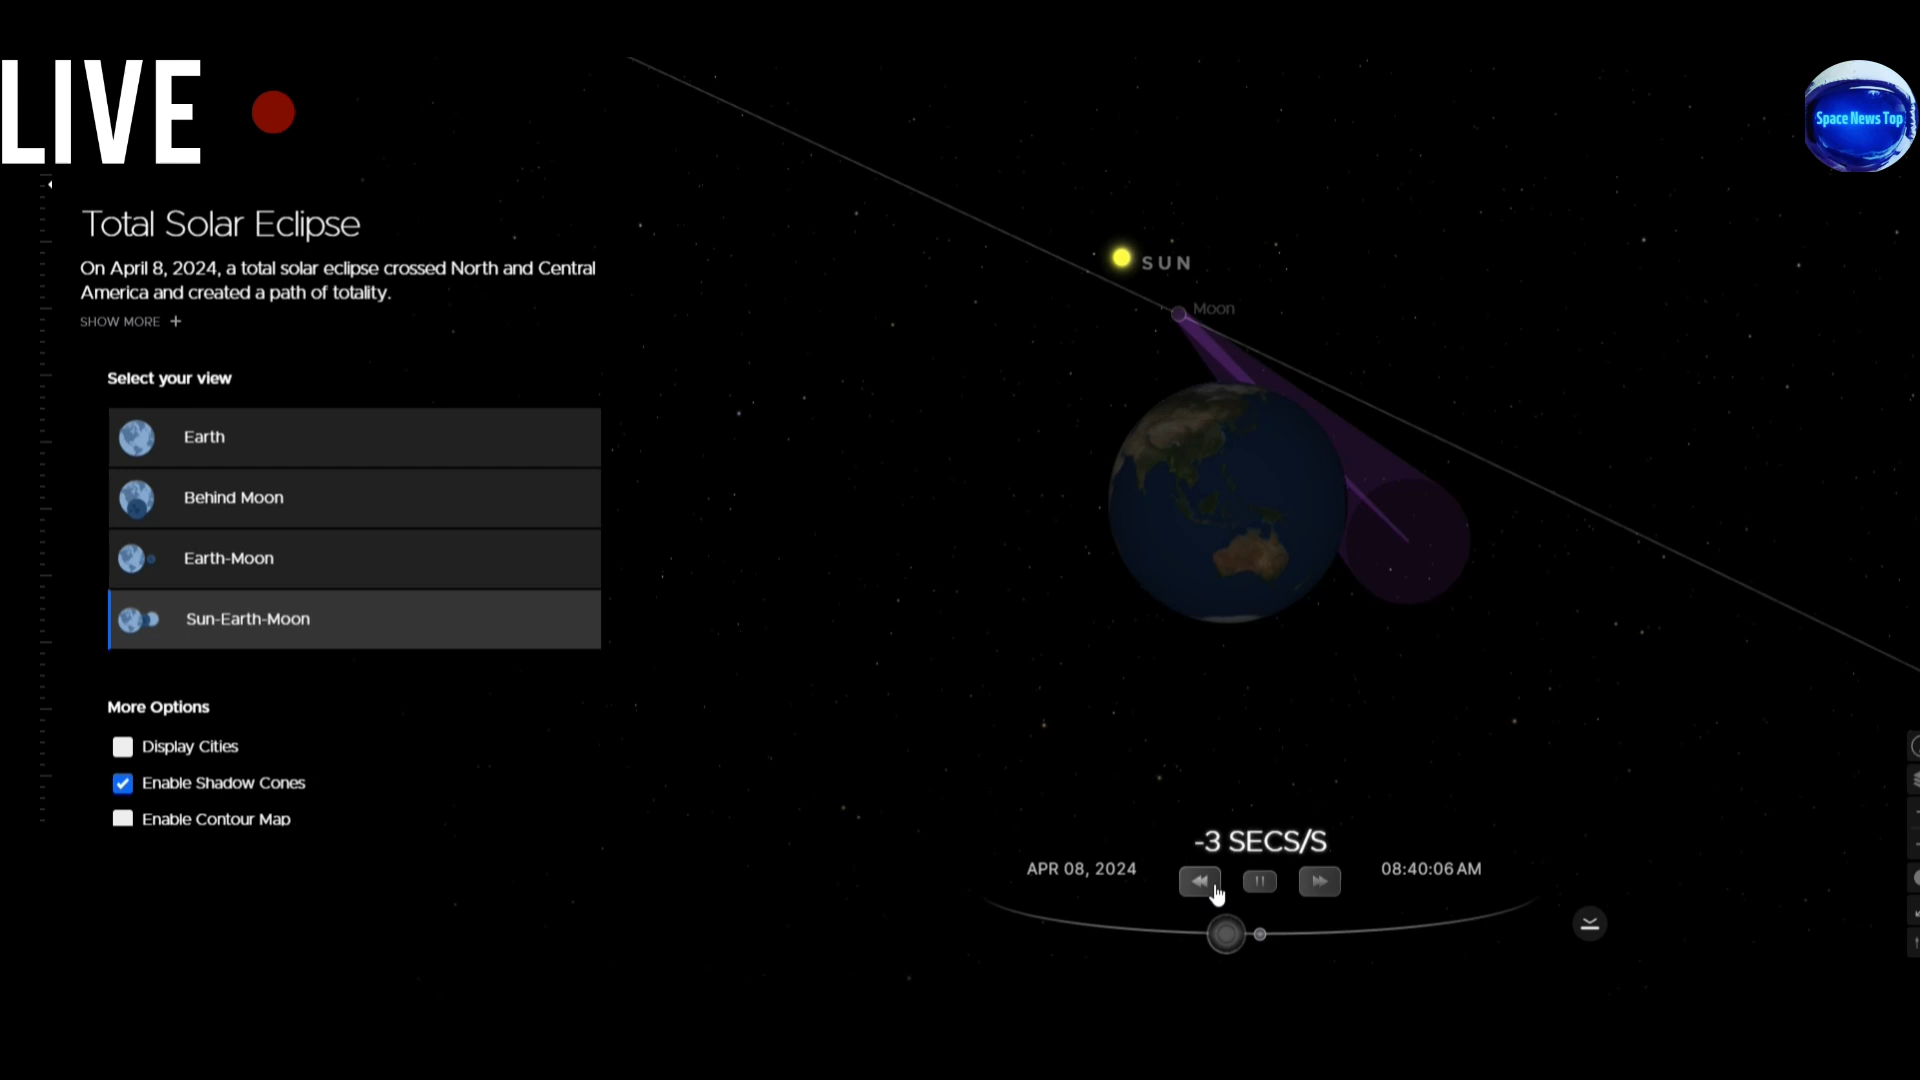 LIVE
Space News Top
Total Solar Eclipse
On April 8, 2024, a total solar eclipse crossed North and Central
America and created a path of totality.
SHOW MORE +
Select your view
Earth
Behind Moon
Earth-Moon
Sun-Earth-Moon
More Options
Display Cities
Enable Shadow Cones
Enable Contour Map
SUN
Moon
-3 SECS/S
APR 08, 2024
08:40:06 AM